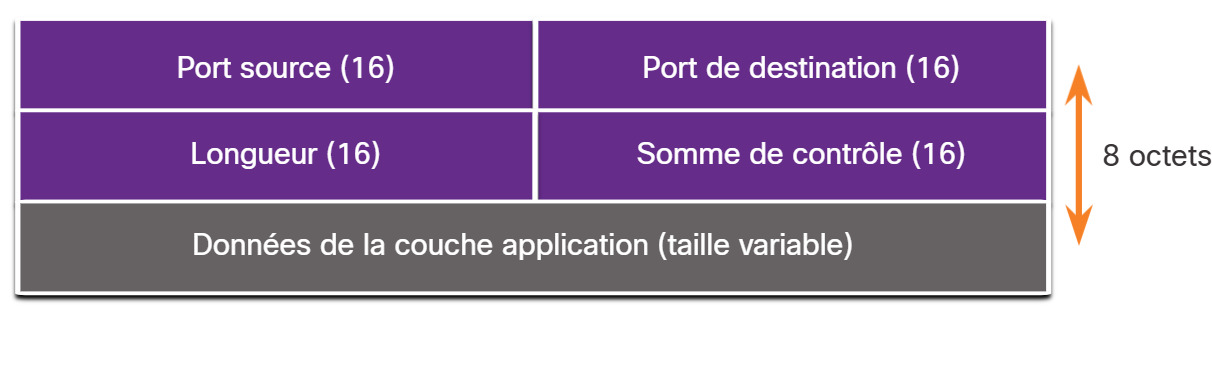 Port source (16)
Port de destination (16)
Longueur (16)
Somme de contrôle (16)
8 octets
Données de la couche application (taille variable)